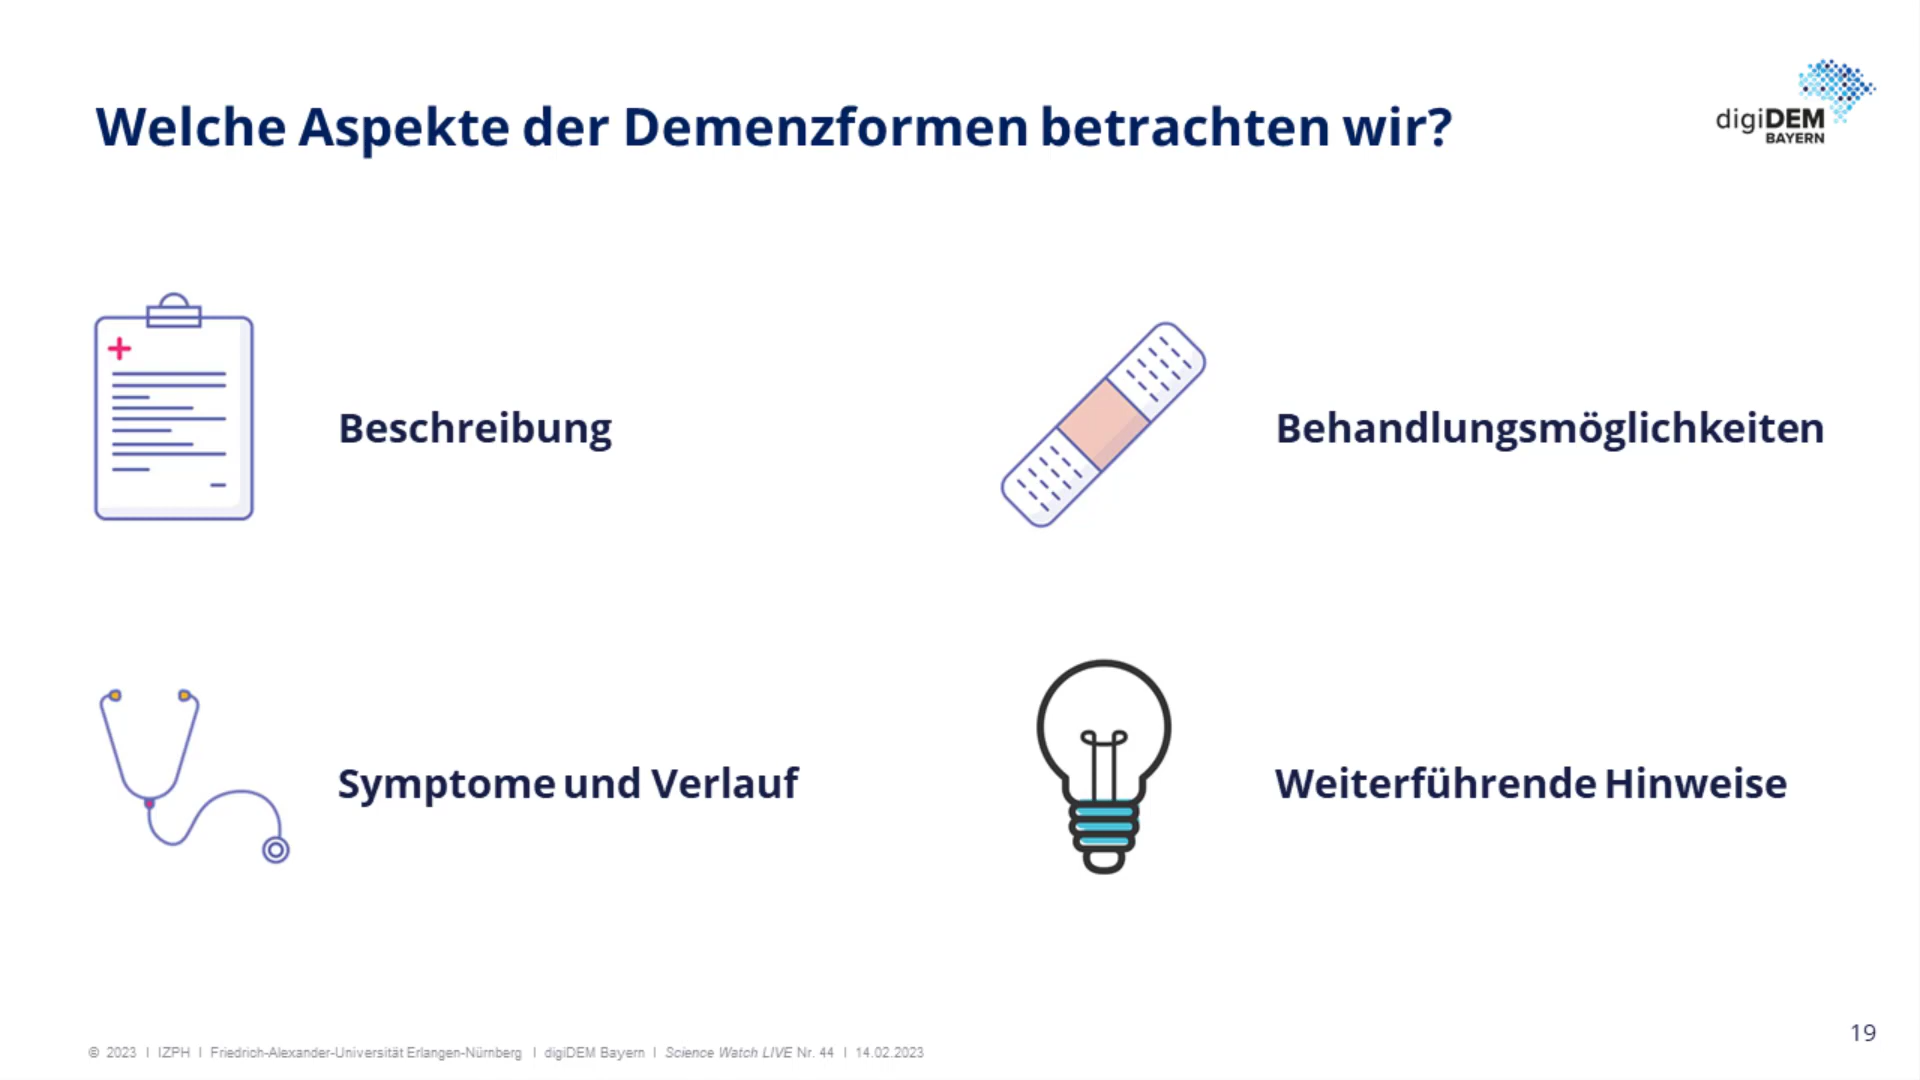 Welche Aspekte der Demenzformen betrachten wir?
digiDEM
BAYERN
Beschreibung
Behandlungsmöglichkeiten
Symptome und Verlauf
Weiterführende Hinweise
19
© 2023 I IZPH I Friedrich-Alexander-Universität Erlangen-Nürnberg I digiDEM Bayern I Science Watch LIVE Nr. 44 I 14.02.2023